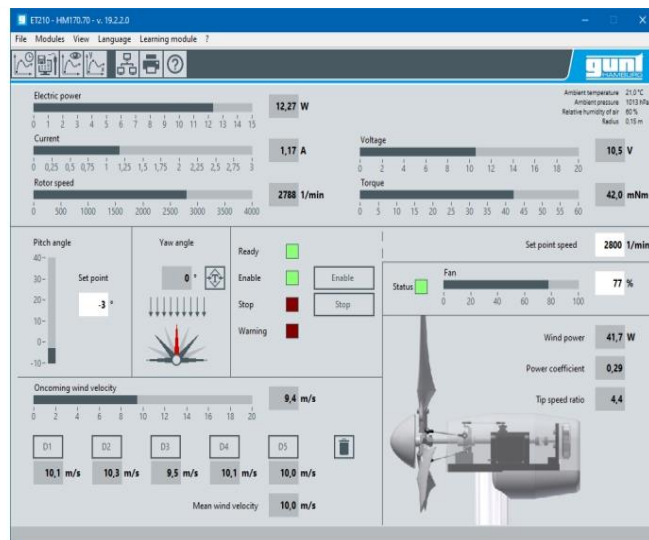 ET210 - HM170.70 - v. 19.2.2.0
File Modules View Language Learning module ?
gunt
HAMBURG
Ambient temperature 21,0 °C
Ambient pressure 1013 hPa
Relative humidity of air 60 %
Radius 0.15 m
Electric power
12,27 W
0 1 2 3 4 5 6 7 8 9 10 11 12 13 14 15
Current
1,17 A
0 0,25 0,5 0,75 1 1,25 1,5 1,75 2 2,25 2,5 2,75 3
Voltage
10,5 V
0 2 4 6 8 10 12 14 16 18 20
Rotor speed
2788 1/min
0 500 1000 1500 2000 2500 3000 3500 4000
Torque
42,0 mNm
0 5 10 15 20 25 30 35 40 45 50 55 60
Pitch angle
40
30
20
10
0
-10
Set point
-3 °
Yaw angle
0 °
Ready
Enable Enable
Stop Stop
Warning
Set point speed 2800 1/min
Status
Fan
77 %
0 20 40 60 80 100
Wind power 41,7 W
Power coefficient 0,29
Tip speed ratio 4,4
Oncoming wind velocity
9,4 m/s
0 2 4 6 8 10 12 14 16 18 20
D1 D2 D3 D4 D5
10,1 m/s 10,3 m/s 9,5 m/s 10,1 m/s 10,0 m/s
Mean wind velocity 10,0 m/s